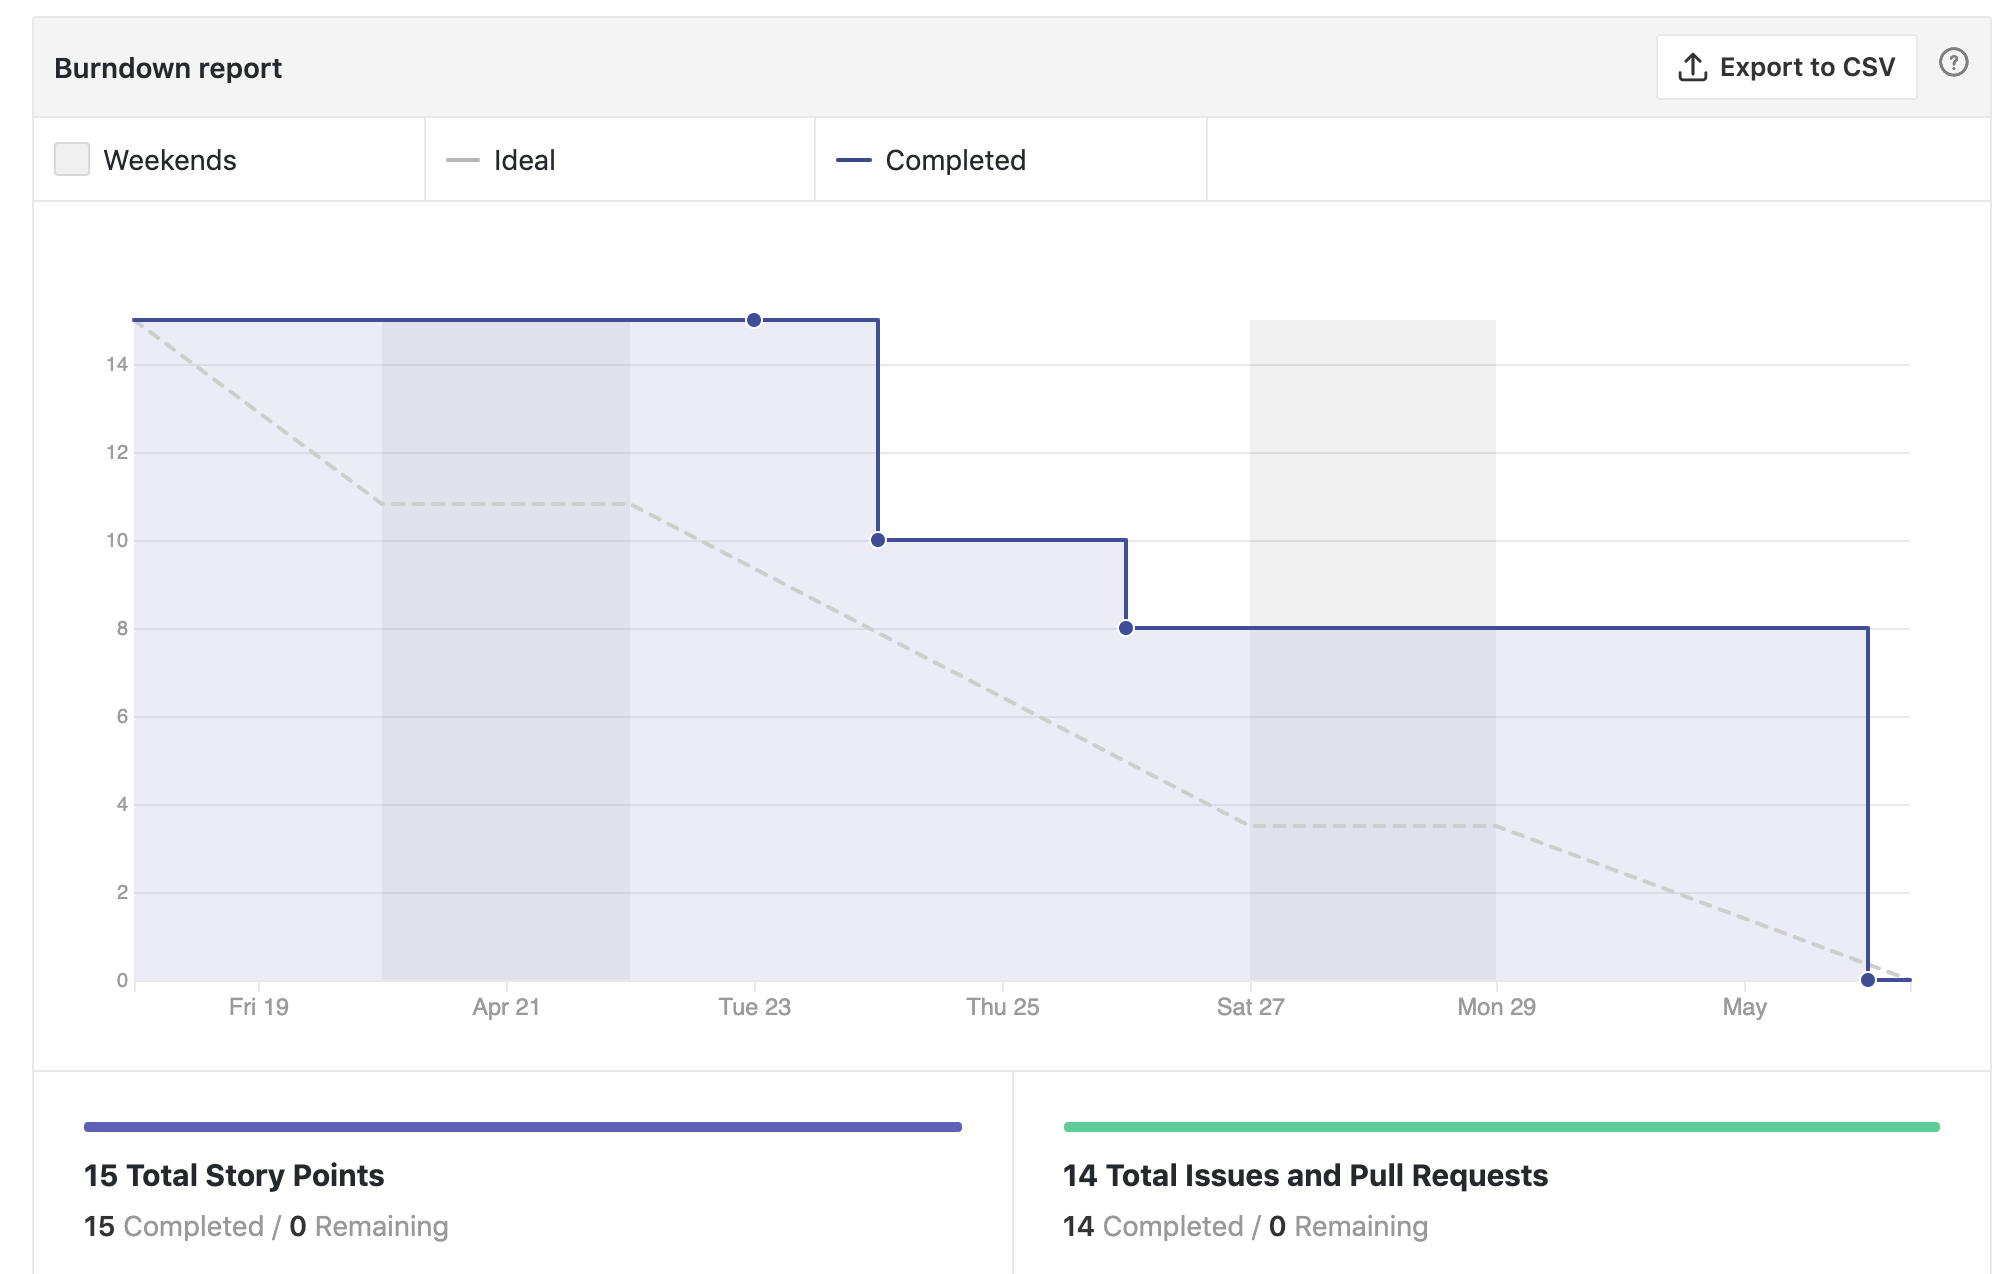 Burndown report
Export to CSV
?
Weekends
Ideal
Completed
14
12
10
8
6
4
2
0
Fri 19 Apr 21 Tue 23 Thu 25 Sat 27 Mon 29 May
15 Total Story Points
15 Completed / 0 Remaining
14 Total Issues and Pull Requests
14 Completed / 0 Remaining